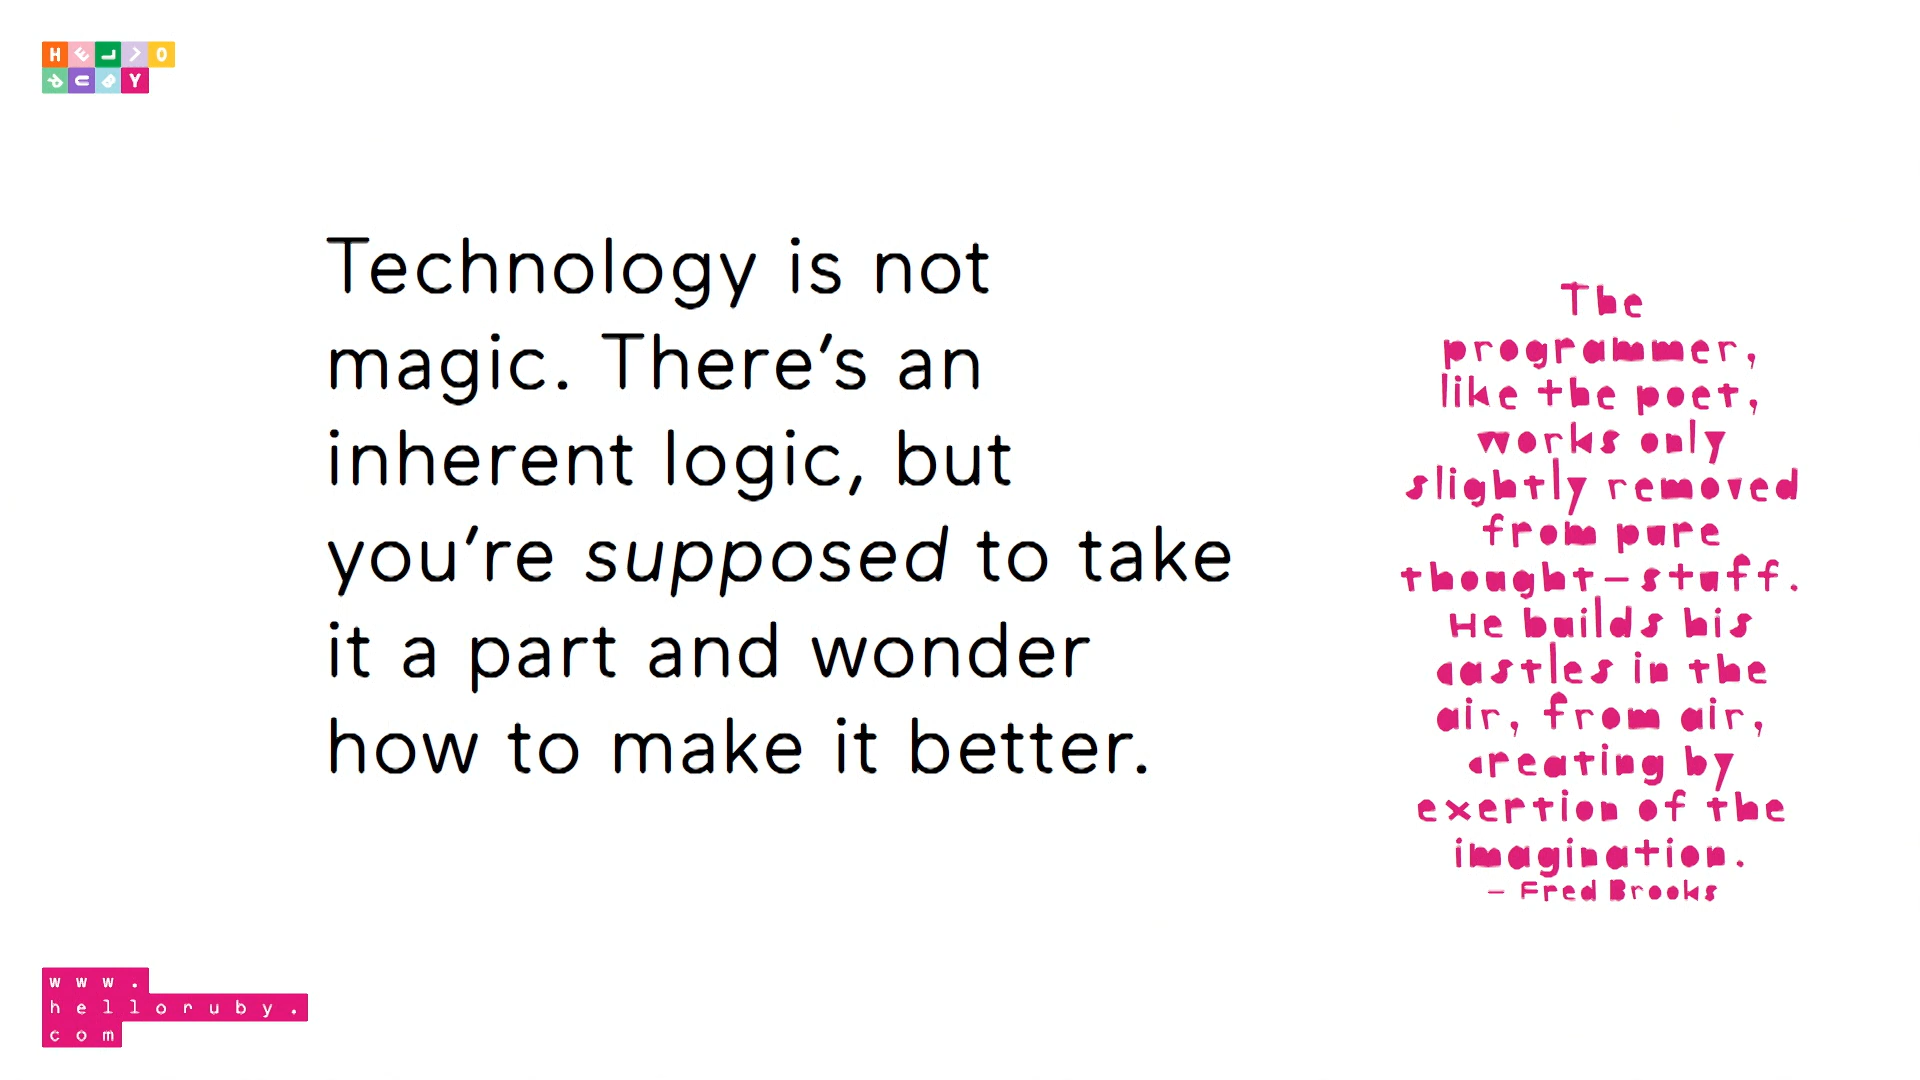 HELLO
RUBY
Technology is not
magic. There’s an
inherent logic, but
you’re supposed to take
it a part and wonder
how to make it better.
The
programmer,
like the poet,
works only
slightly removed
from pure
thought—stuff.
He builds his
castles in the
air, from air,
creating by
exertion of the
imagination.
— Fred Brooks
www.
helloruby.
com